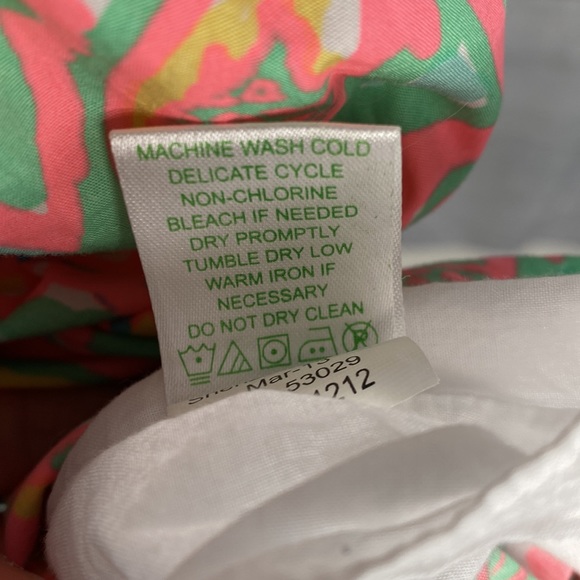 MACHINE WASH COLD
DELICATE CYCLE
NON-CHLORINE
BLEACH IF NEEDED
DRY PROMPTLY
TUMBLE DRY LOW
WARM IRON IF
NECESSARY
DO NOT DRY CLEAN
53029
1212